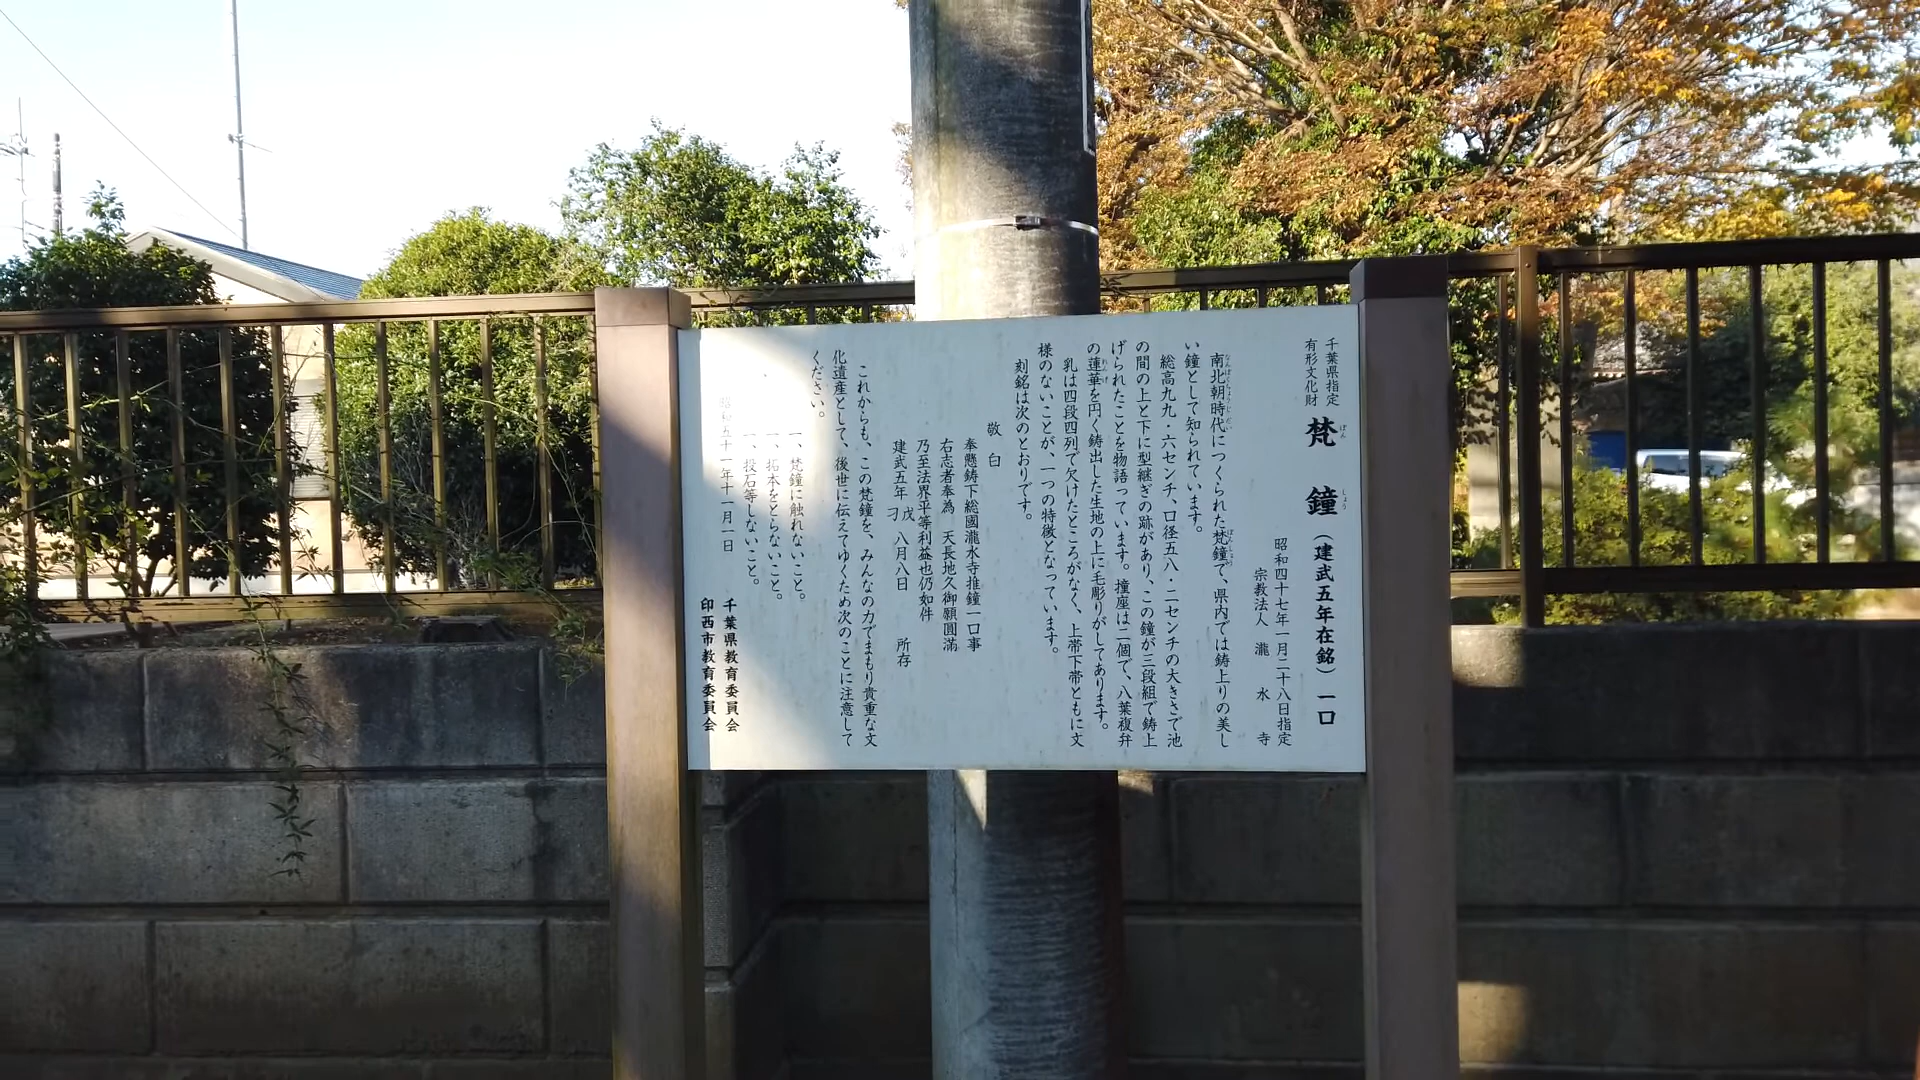 千葉県指定
有形文化財
梵鐘（建武五年在銘）一口
ぼんしょう
昭和四十七年一月二十八日指定
宗教法人 瀧水寺
南北朝時代につくられた梵鐘で、県内では鋳上りの美し
い鐘として知られています。
総高九九・六センチ、口径五八・二センチの大きさで池
の間の上と下に型継ぎの跡があり、この鐘が三段組で鋳上
げられたことを物語っています。撞座は二個で、八葉複弁
の蓮華を円く鋳出した生地の上に毛彫りがしてあります。
乳は四段四列で欠けたところがなく、上帯下帯ともに文
様のないことが、一つの特徴となっています。
刻銘は次のとおりです。
敬白
奉懸鋳下総國瀧水寺推鐘一口事
右志者奉為 天長地久御願圓滿
乃至法界平等利益也仍如件
建武五年 戊刁 八月八日 所存
これからも、この梵鐘を、みんなの力でまもり貴重な文
化遺産として、後世に伝えてゆくため次のことに注意して
ください。
一、梵鐘に触れないこと。
一、拓本をとらないこと。
一、投石等しないこと。
昭和五十一年十一月一日
千葉県教育委員会
印西市教育委員会